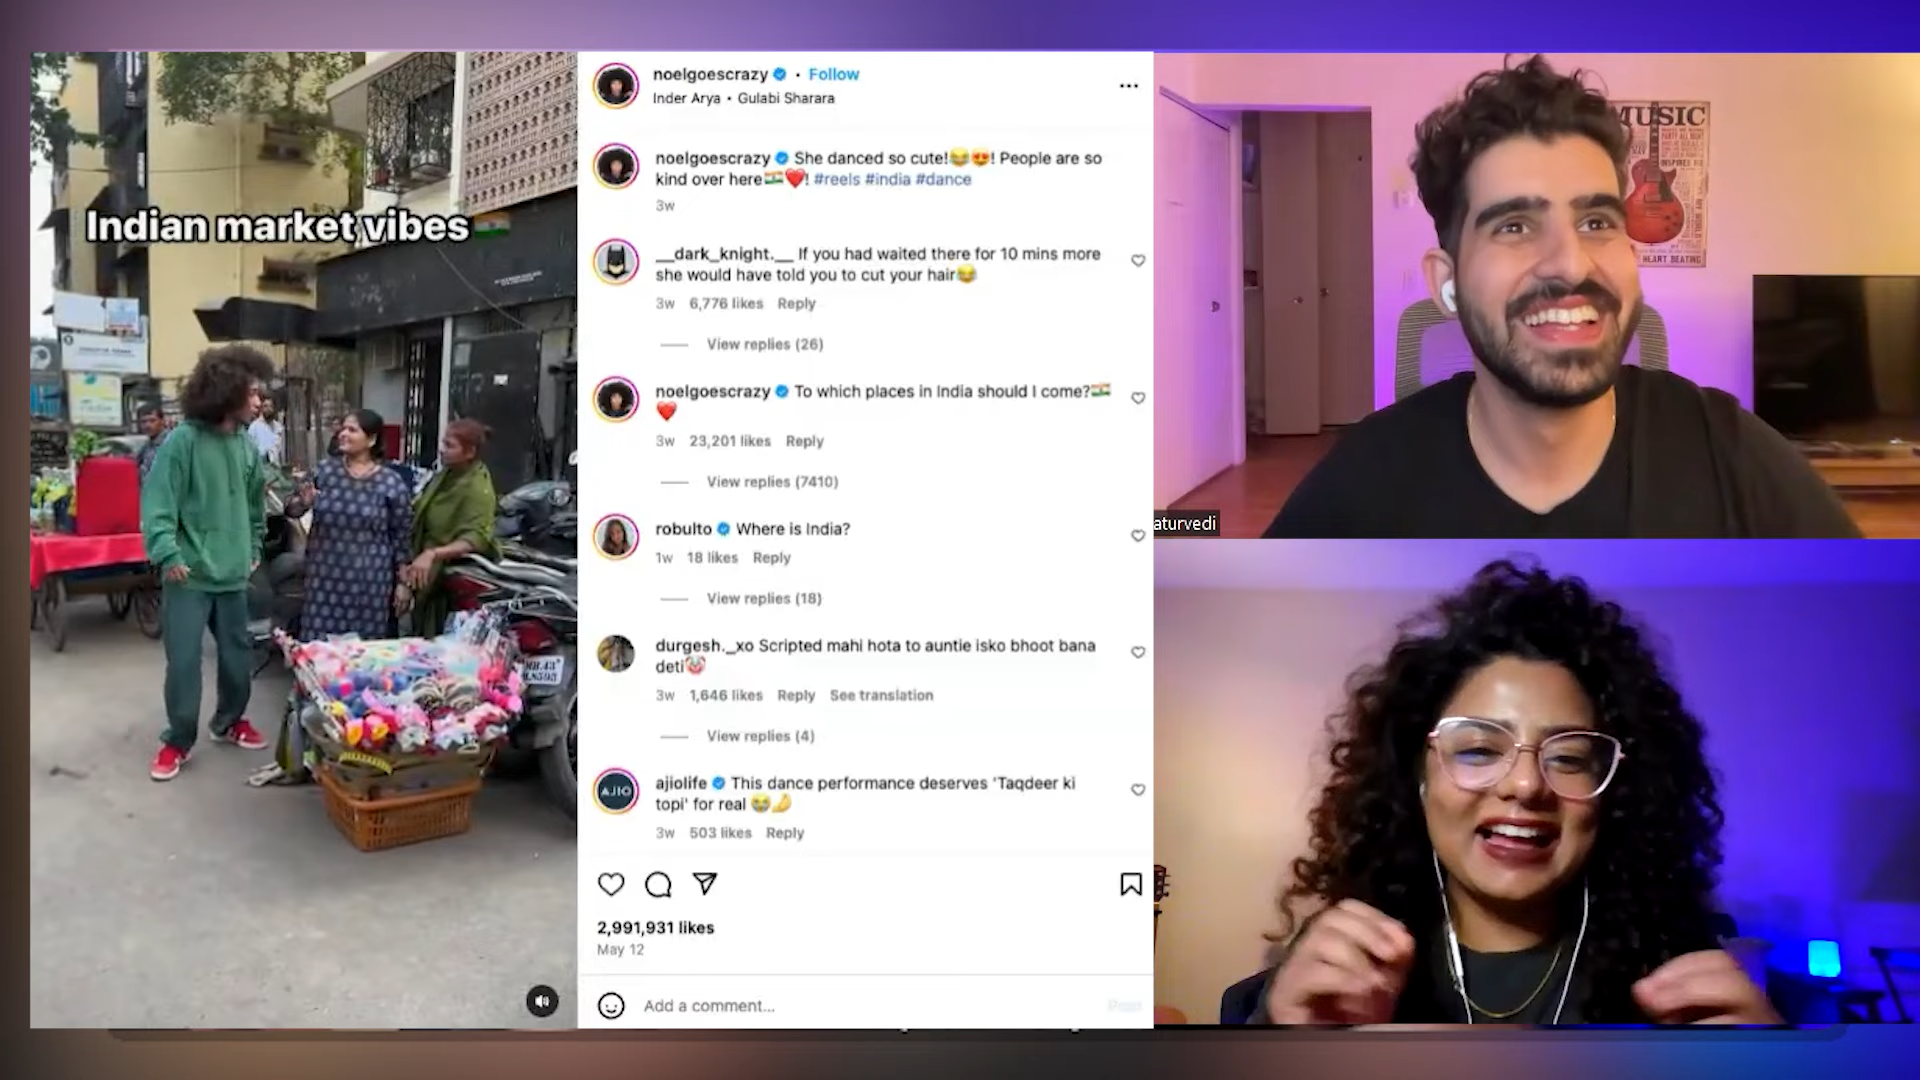 Indian market vibes
noelgoescrazy • Follow
Inder Arya • Gulabi Sharara
noelgoescrazy She danced so cute!😂😍! People are so
kind over here🇮🇳❤️! #reels #india #dance
3w
__dark_knight.__ If you had waited there for 10 mins more
she would have told you to cut your hair😂
3w 6,776 likes Reply
View replies (26)
noelgoescrazy To which places in India should I come?🇮🇳
❤️
3w 23,201 likes Reply
View replies (7410)
robulto Where is India?
1w 18 likes Reply
View replies (18)
durgesh._xo Scripted mahi hota to auntie isko bhoot bana
deti🤡
3w 1,646 likes Reply See translation
View replies (4)
AJIO
ajiolife This dance performance deserves 'Taqdeer ki
topi' for real 😭🤌
3w 503 likes Reply
2,991,931 likes
May 12
Add a comment...
Post
MUSIC
HEART BEATING
aturvedi